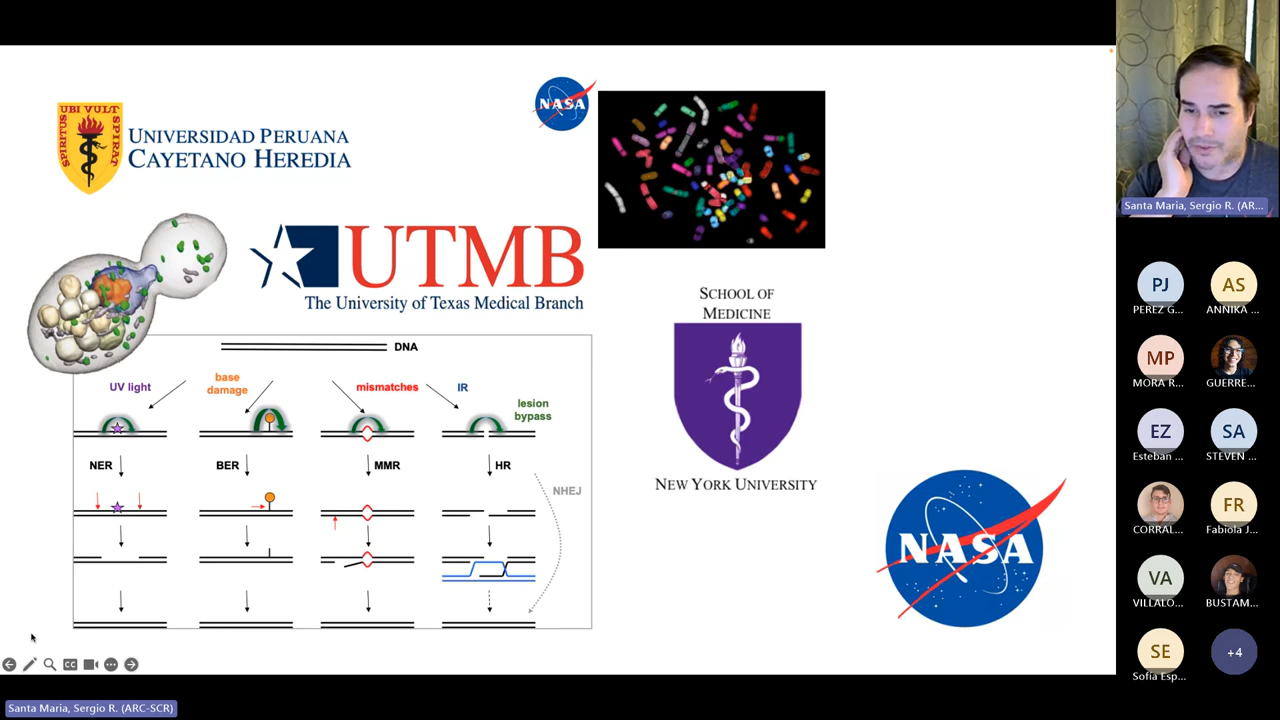 SPIRITUS UBI VULT SPIRAT
UNIVERSIDAD PERUANA
CAYETANO HEREDIA
NASA
UTMB
The University of Texas Medical Branch
DNA
UV light
base
damage
mismatches
IR
lesion
bypass
NER
BER
MMR
HR
NHEJ
SCHOOL OF
MEDICINE
NEW YORK UNIVERSITY
NASA
CC
Santa Maria, Sergio R. (ARC-SCR)
Santa Maria, Sergio R. (AR...
PJ
AS
PEREZ G...
ANNIKA ...
MP
MORA R...
GUERRE...
EZ
SA
Esteban ...
STEVEN ...
FR
CORRAL...
Fabiola J...
VA
VILLALO...
BUSTAM...
SE
+4
Sofía Esp...